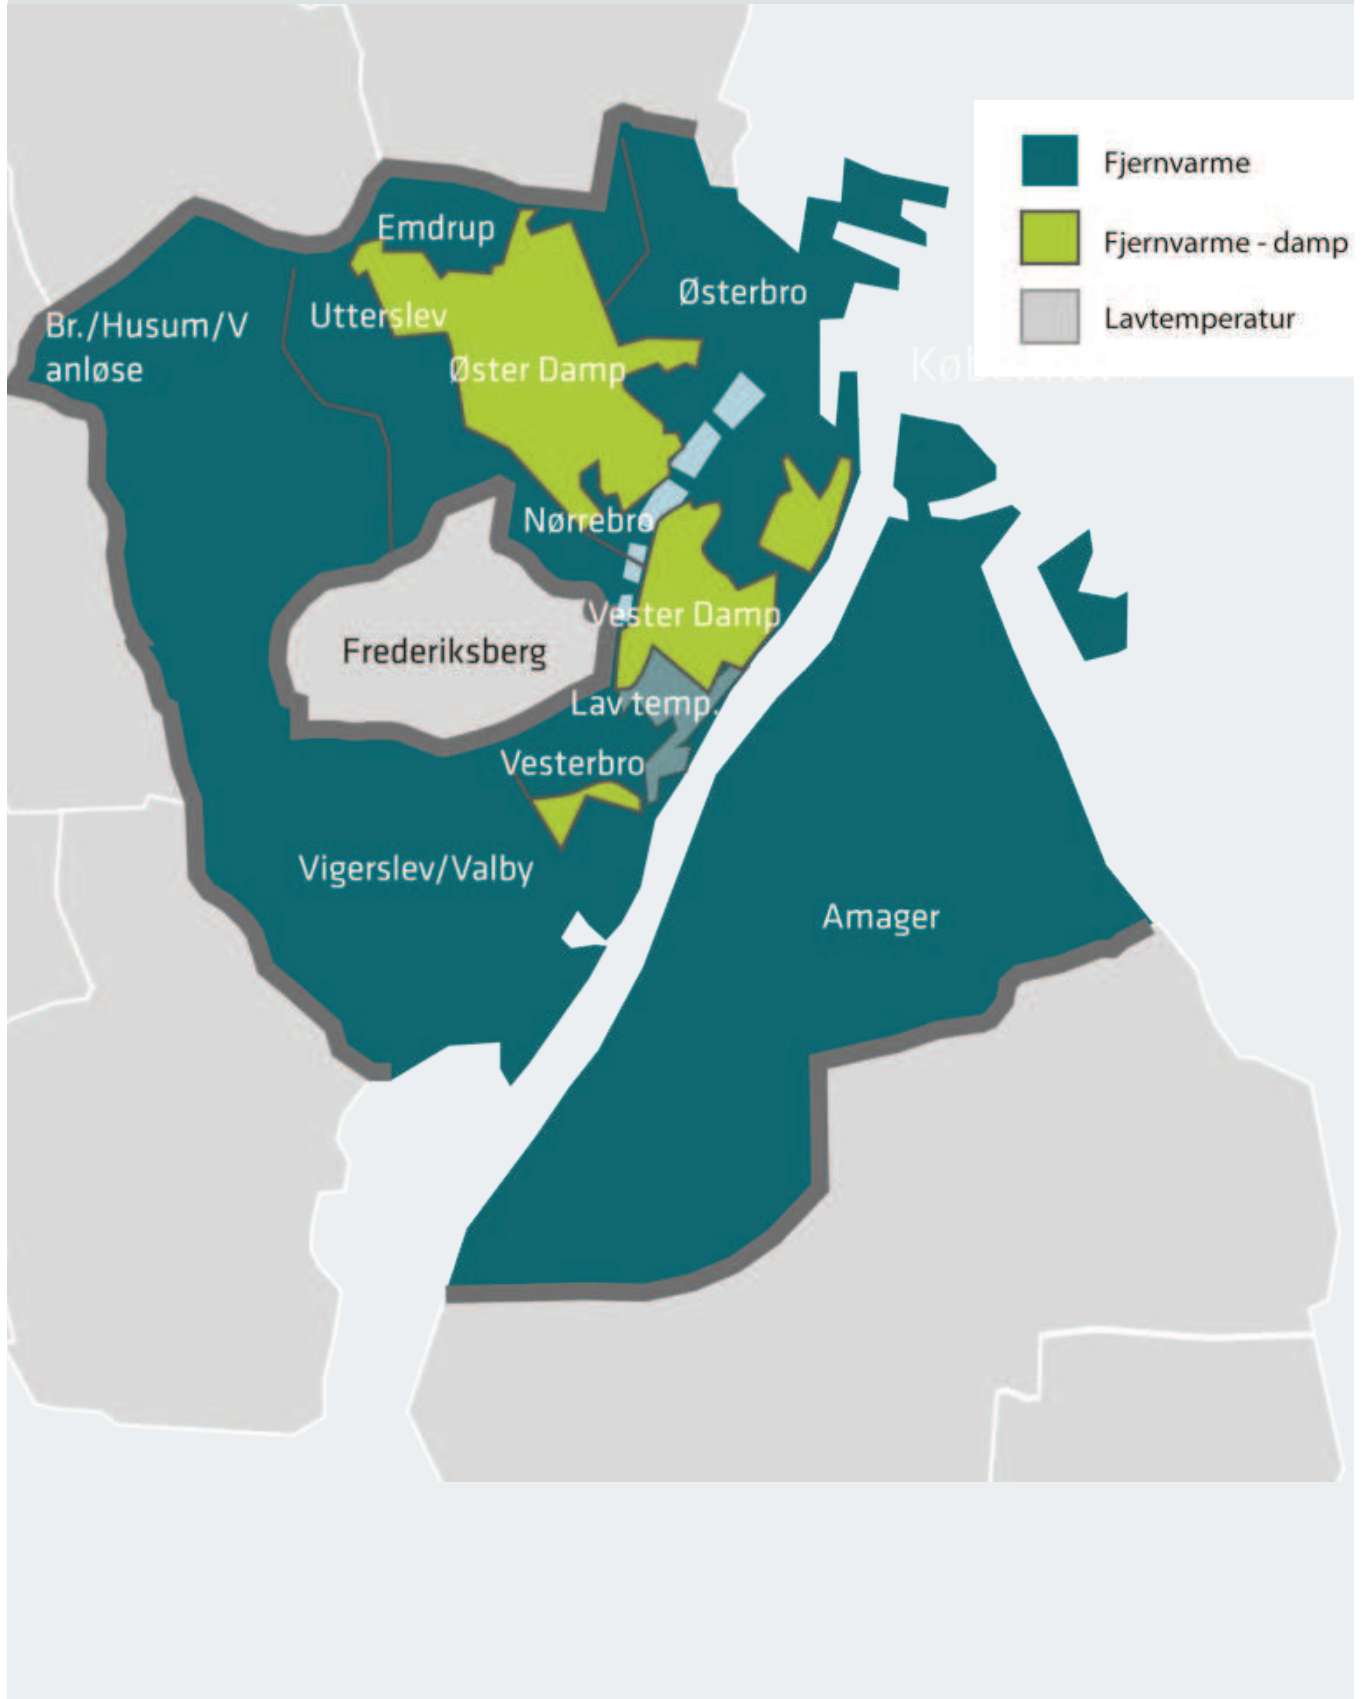 Fjernvarme
Fjernvarme - damp
Lavtemperatur
Emdrup
Østerbro
Utterslev
Br./Husum/V
anløse
Øster Damp
Nørrebro
Vester Damp
Frederiksberg
Lav temp.
Vesterbro
Vigerslev/Valby
Amager